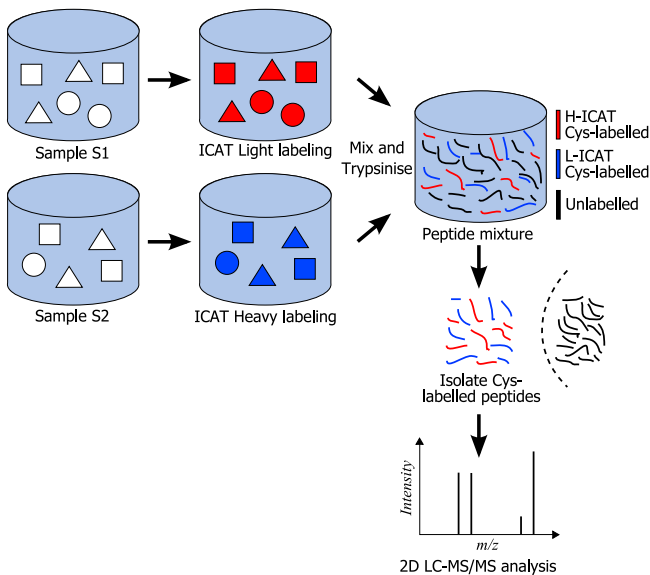 Sample S1
ICAT Light labeling
Mix and
Trypsinise
H-ICAT
Cys-labelled
L-ICAT
Cys-labelled
Unlabelled
Peptide mixture
Sample S2
ICAT Heavy labeling
Isolate Cys-
labelled peptides
Intensity
m/z
2D LC-MS/MS analysis